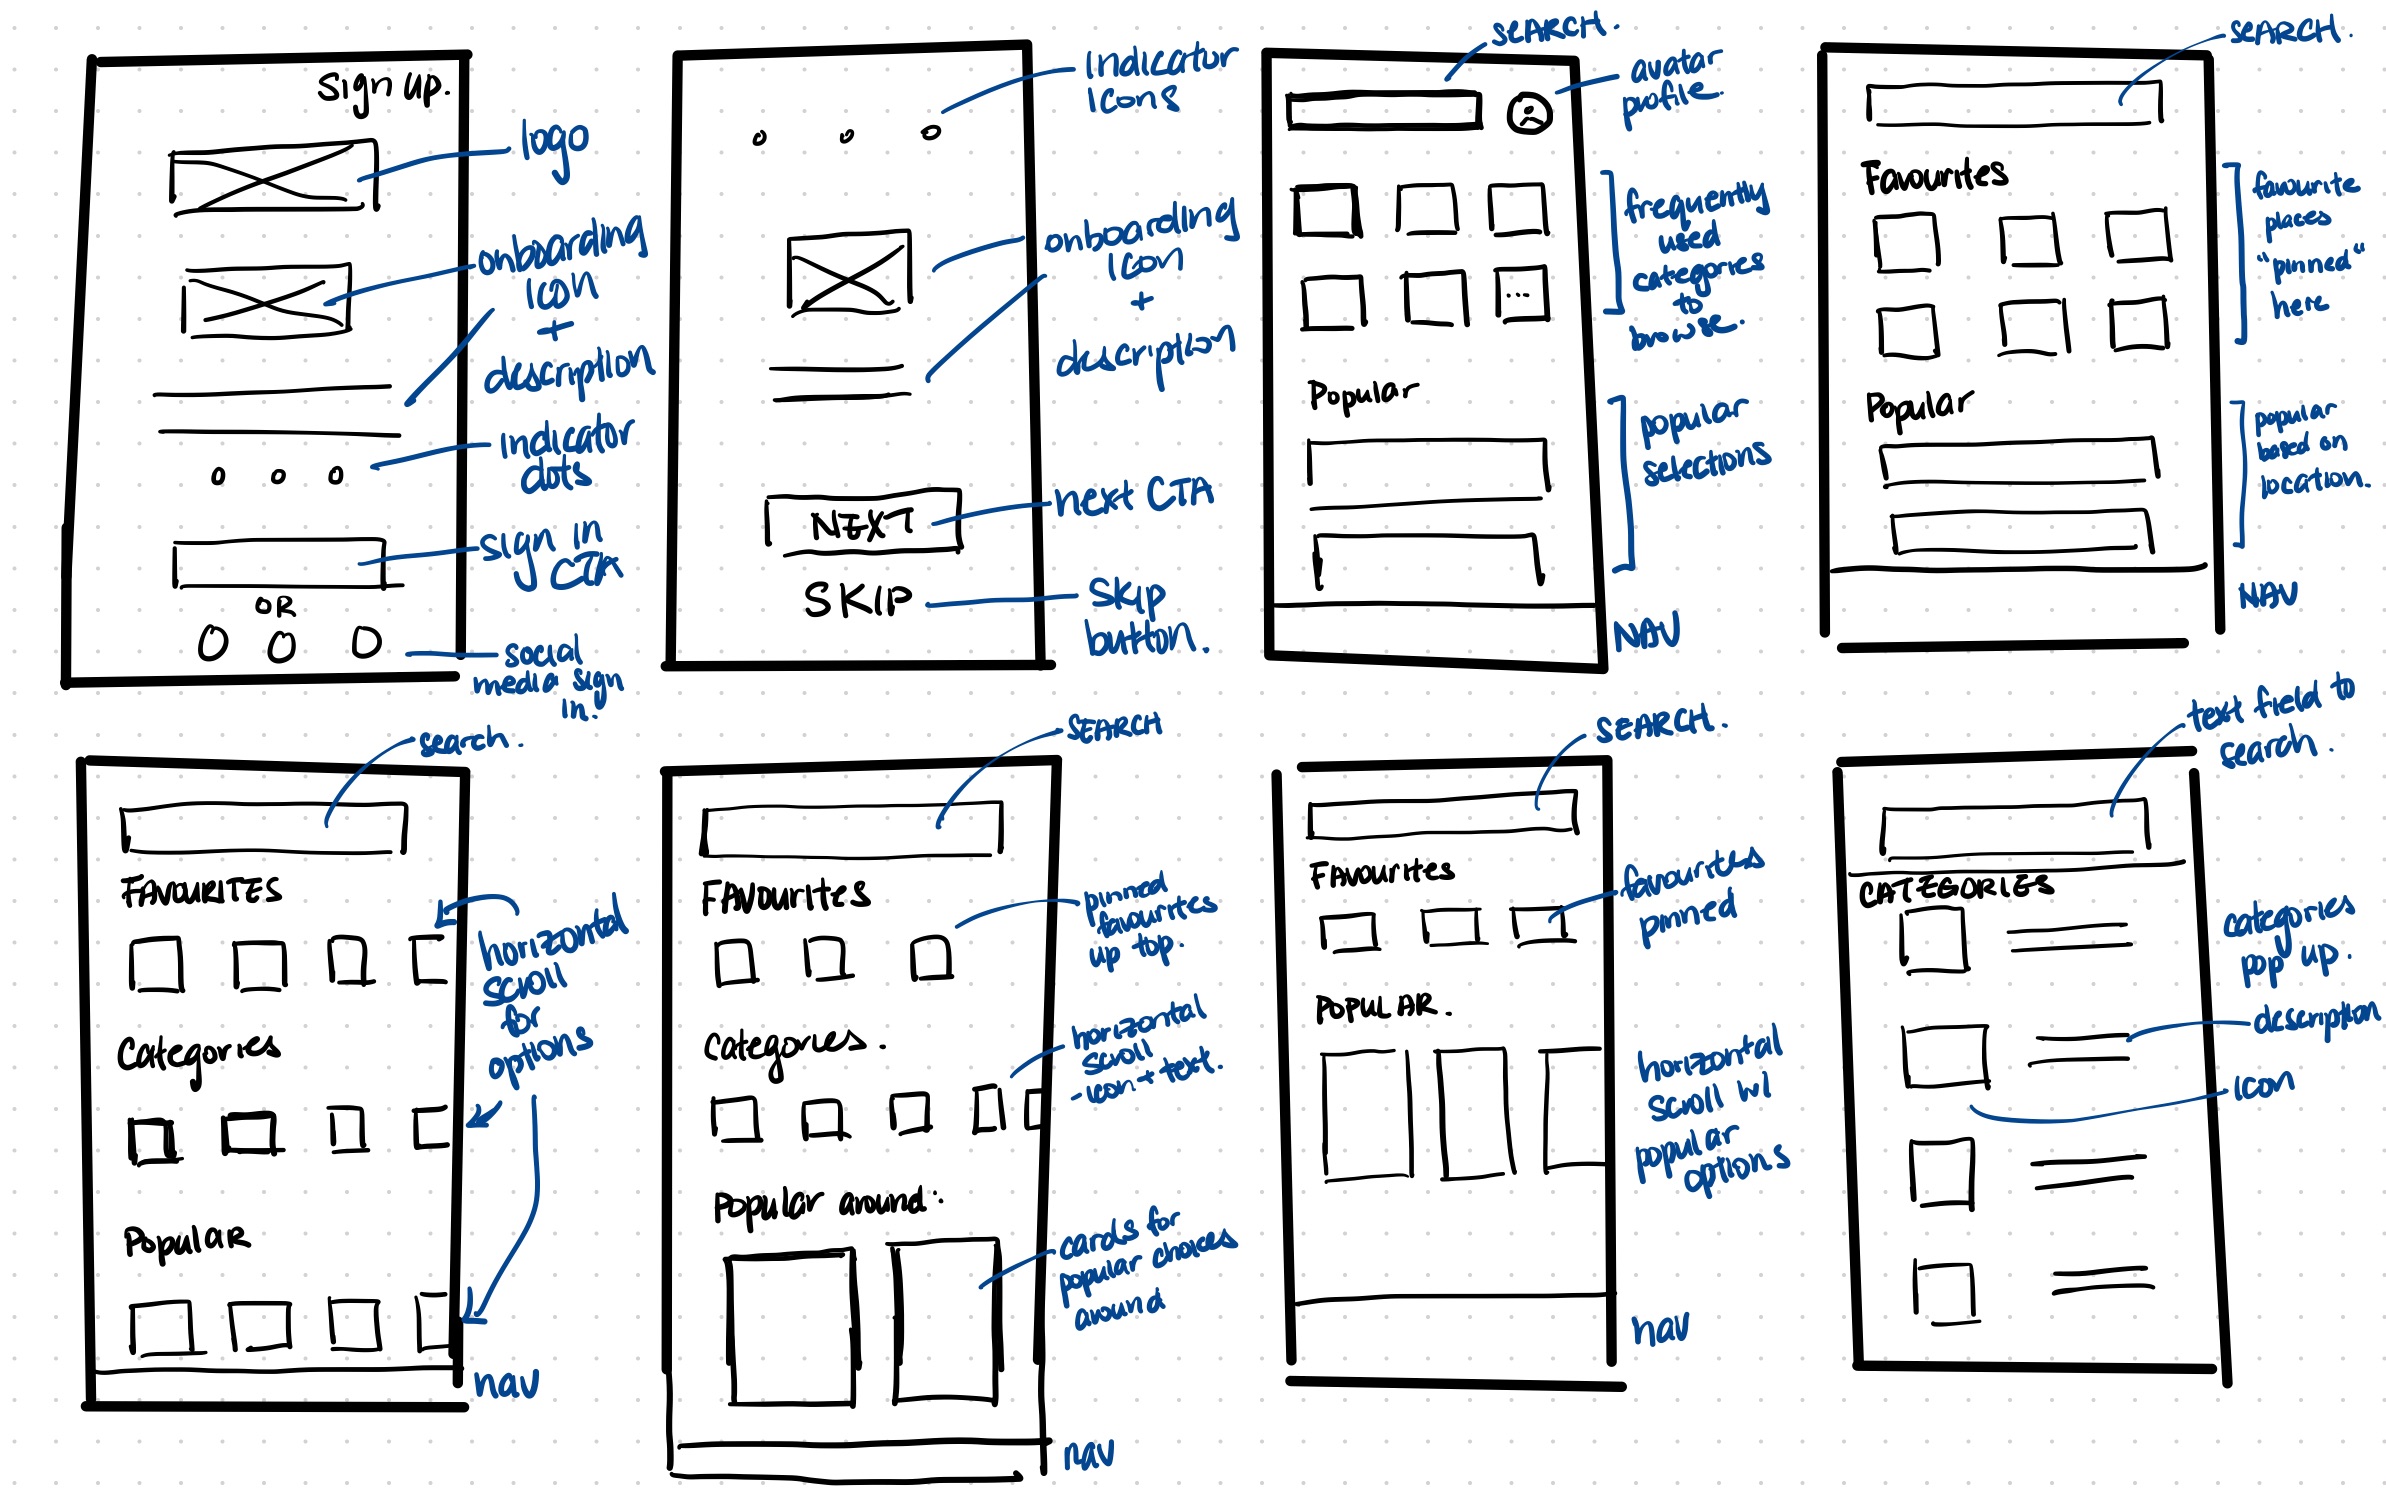 Sign up.
logo
onboarding
icon
+
description
indicator
dots
sign in
CTA
OR
social
media sign
in.
Indicator
icons
onboarding
icon
+
description
NEXT
next CTA
SKIP
Skip
button.
SEARCH.
avatar
profile.
frequently
used
categories
to
browse.
...
Popular
popular
selections
NAV
SEARCH.
Favourites
favourite
places
"pinned"
here
Popular
popular
based on
location.
NAV
search.
FAVOURITES
horizontal
scroll
for
options
Categories
Popular
nav
SEARCH
FAVourites
pinned
favourites
up top.
Categories.
horizontal
scroll
-icon + text.
Popular around.
cards for
popular choices
around
nav
SEARCH.
Favourites
favourites
pinned
POPULAR.
horizontal
scroll w/
popular
options
nav
text field to
search.
CATEGORIES
categories
pop up.
description
icon